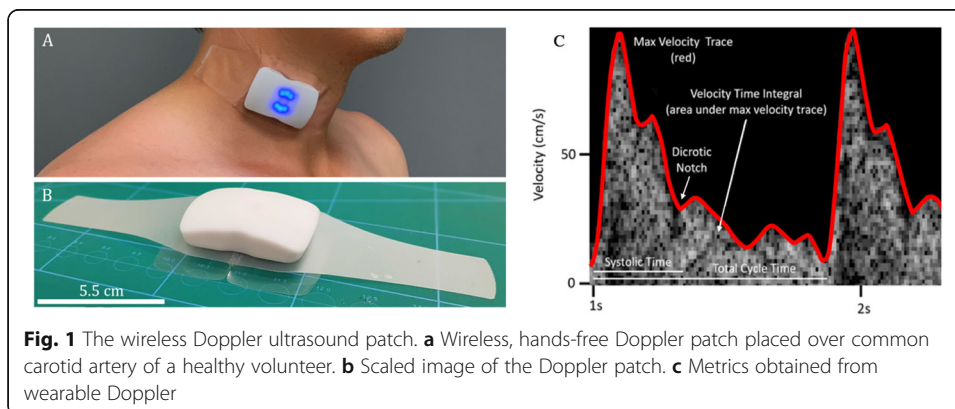 A
B
5.5 cm
C
Max Velocity Trace
(red)
Velocity Time Integral
(area under max velocity trace)
Dicrotic
Notch
Velocity (cm/s)
50
0
Systolic Time
Total Cycle Time
1s
2s
Fig. 1 The wireless Doppler ultrasound patch. a Wireless, hands-free Doppler patch placed over common
carotid artery of a healthy volunteer. b Scaled image of the Doppler patch. c Metrics obtained from
wearable Doppler